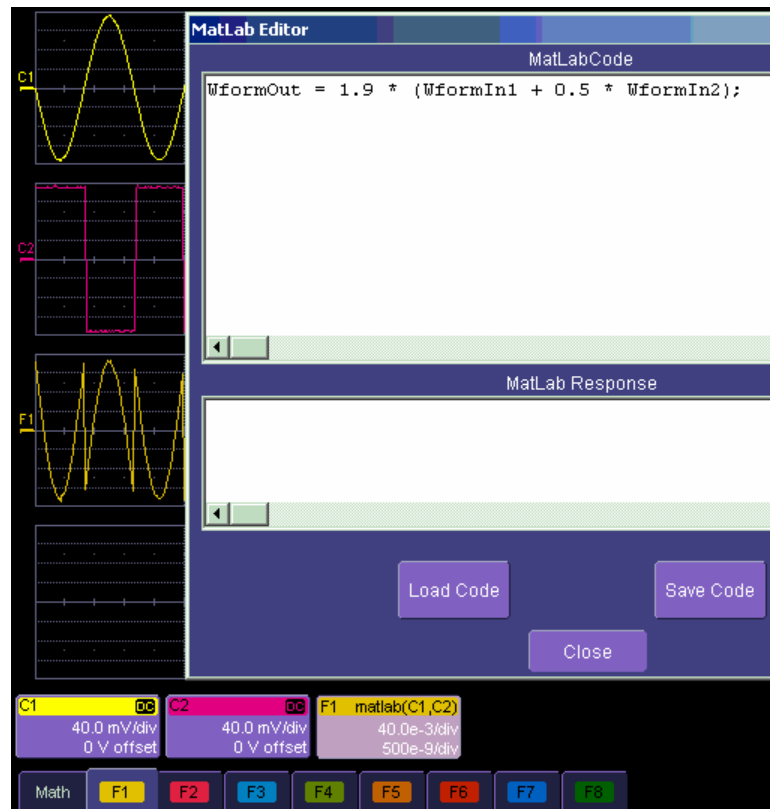 MatLab Editor
MatLabCode
WformOut = 1.9 * (WformIn1 + 0.5 * WformIn2);
C1
C2
F1
MatLab Response
Load Code
Save Code
Close
C1 DC
40.0 mV/div
0 V offset
C2 DC
40.0 mV/div
0 V offset
F1 matlab(C1,C2)
40.0e-3/div
500e-9/div
Math F1 F2 F3 F4 F5 F6 F7 F8